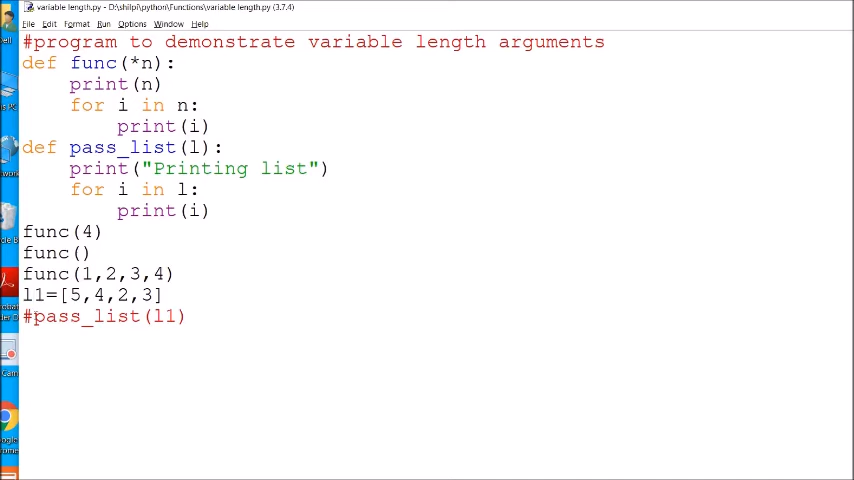 variable length.py - D:\shilpi\python\Functions\variable length.py (3.7.4)
File Edit Format Run Options Window Help
#program to demonstrate variable length arguments
def func(*n):
    print(n)
    for i in n:
        print(i)
def pass_list(l):
    print("Printing list")
    for i in l:
        print(i)
func(4)
func()
func(1,2,3,4)
l1=[5,4,2,3]
#pass_list(l1)